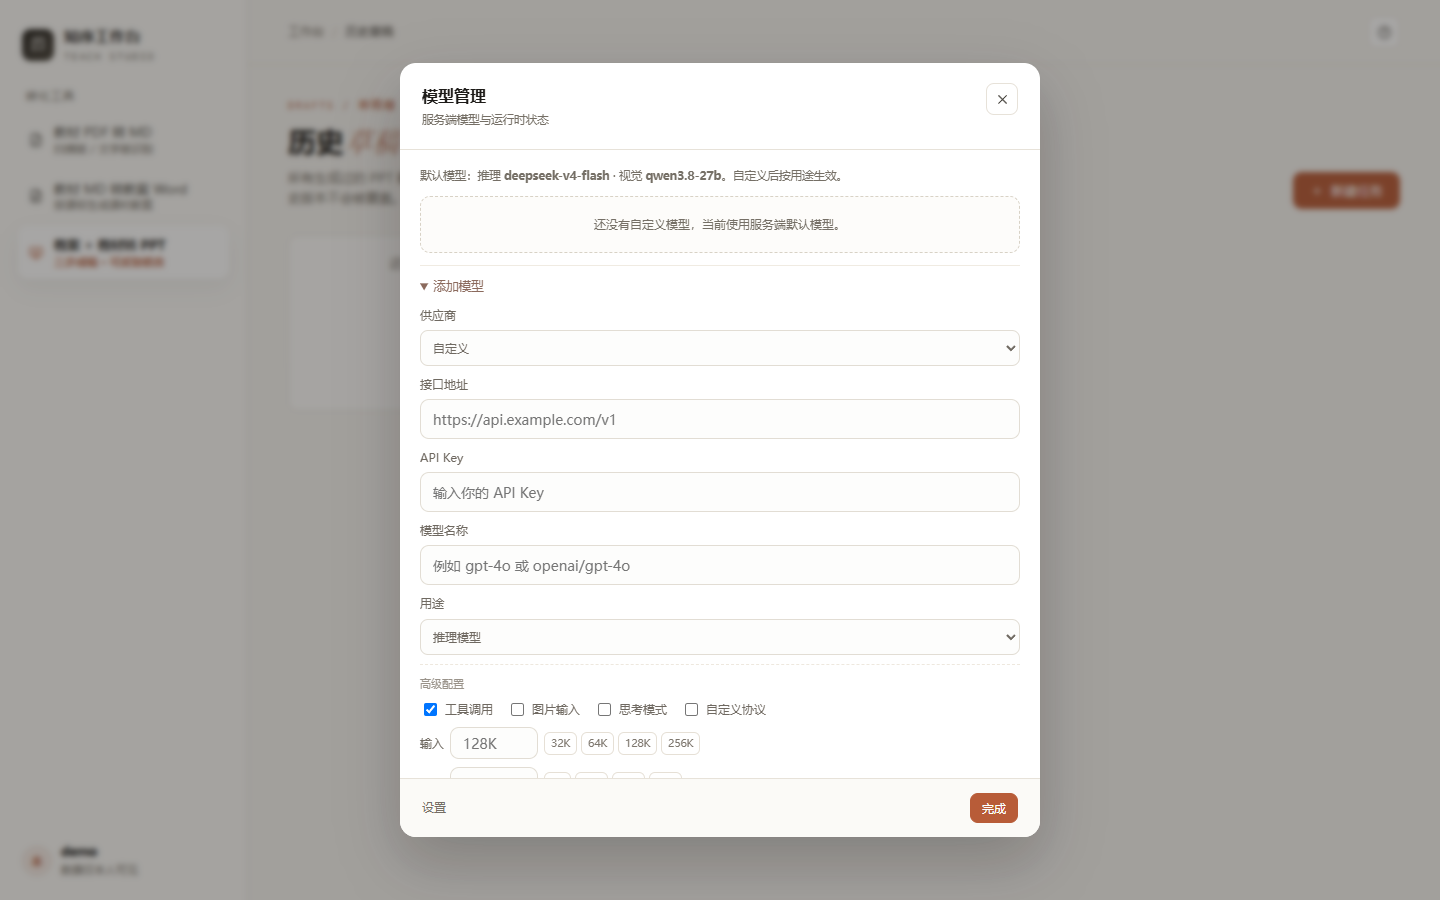 模型管理
服务端模型与运行时状态
默认模型：推理 deepseek-v4-flash · 视觉 qwen3.8-27b。自定义后按用途生效。
还没有自定义模型，当前使用服务端默认模型。
▼ 添加模型
供应商
自定义
接口地址
https://api.example.com/v1
API Key
输入你的 API Key
模型名称
例如 gpt-4o 或 openai/gpt-4o
用途
推理模型
高级配置
工具调用 图片输入 思考模式 自定义协议
输入 128K 32K 64K 128K 256K
设置 完成
历史
demo